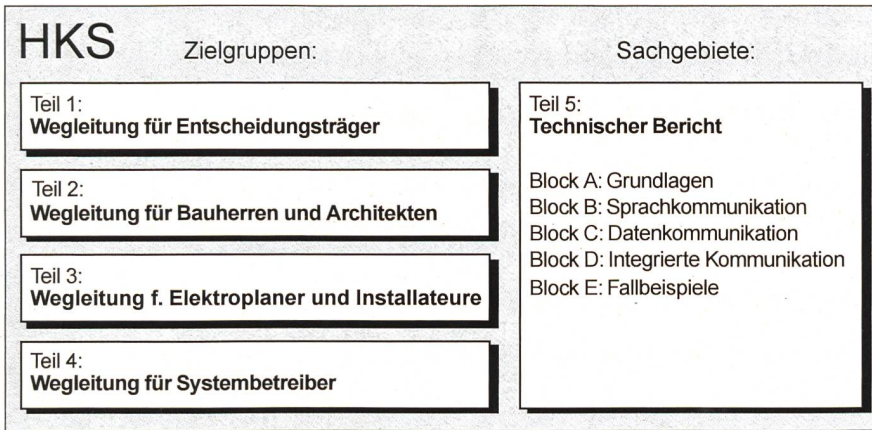 HKS
Zielgruppen:
Teil 1:
Wegleitung für Entscheidungsträger
Teil 2:
Wegleitung für Bauherren und Architekten
Teil 3:
Wegleitung f. Elektroplaner und Installateure
Teil 4:
Wegleitung für Systembetreiber
Sachgebiete:
Teil 5:
Technischer Bericht
Block A: Grundlagen
Block B: Sprachkommunikation
Block C: Datenkommunikation
Block D: Integrierte Kommunikation
Block E: Fallbeispiele